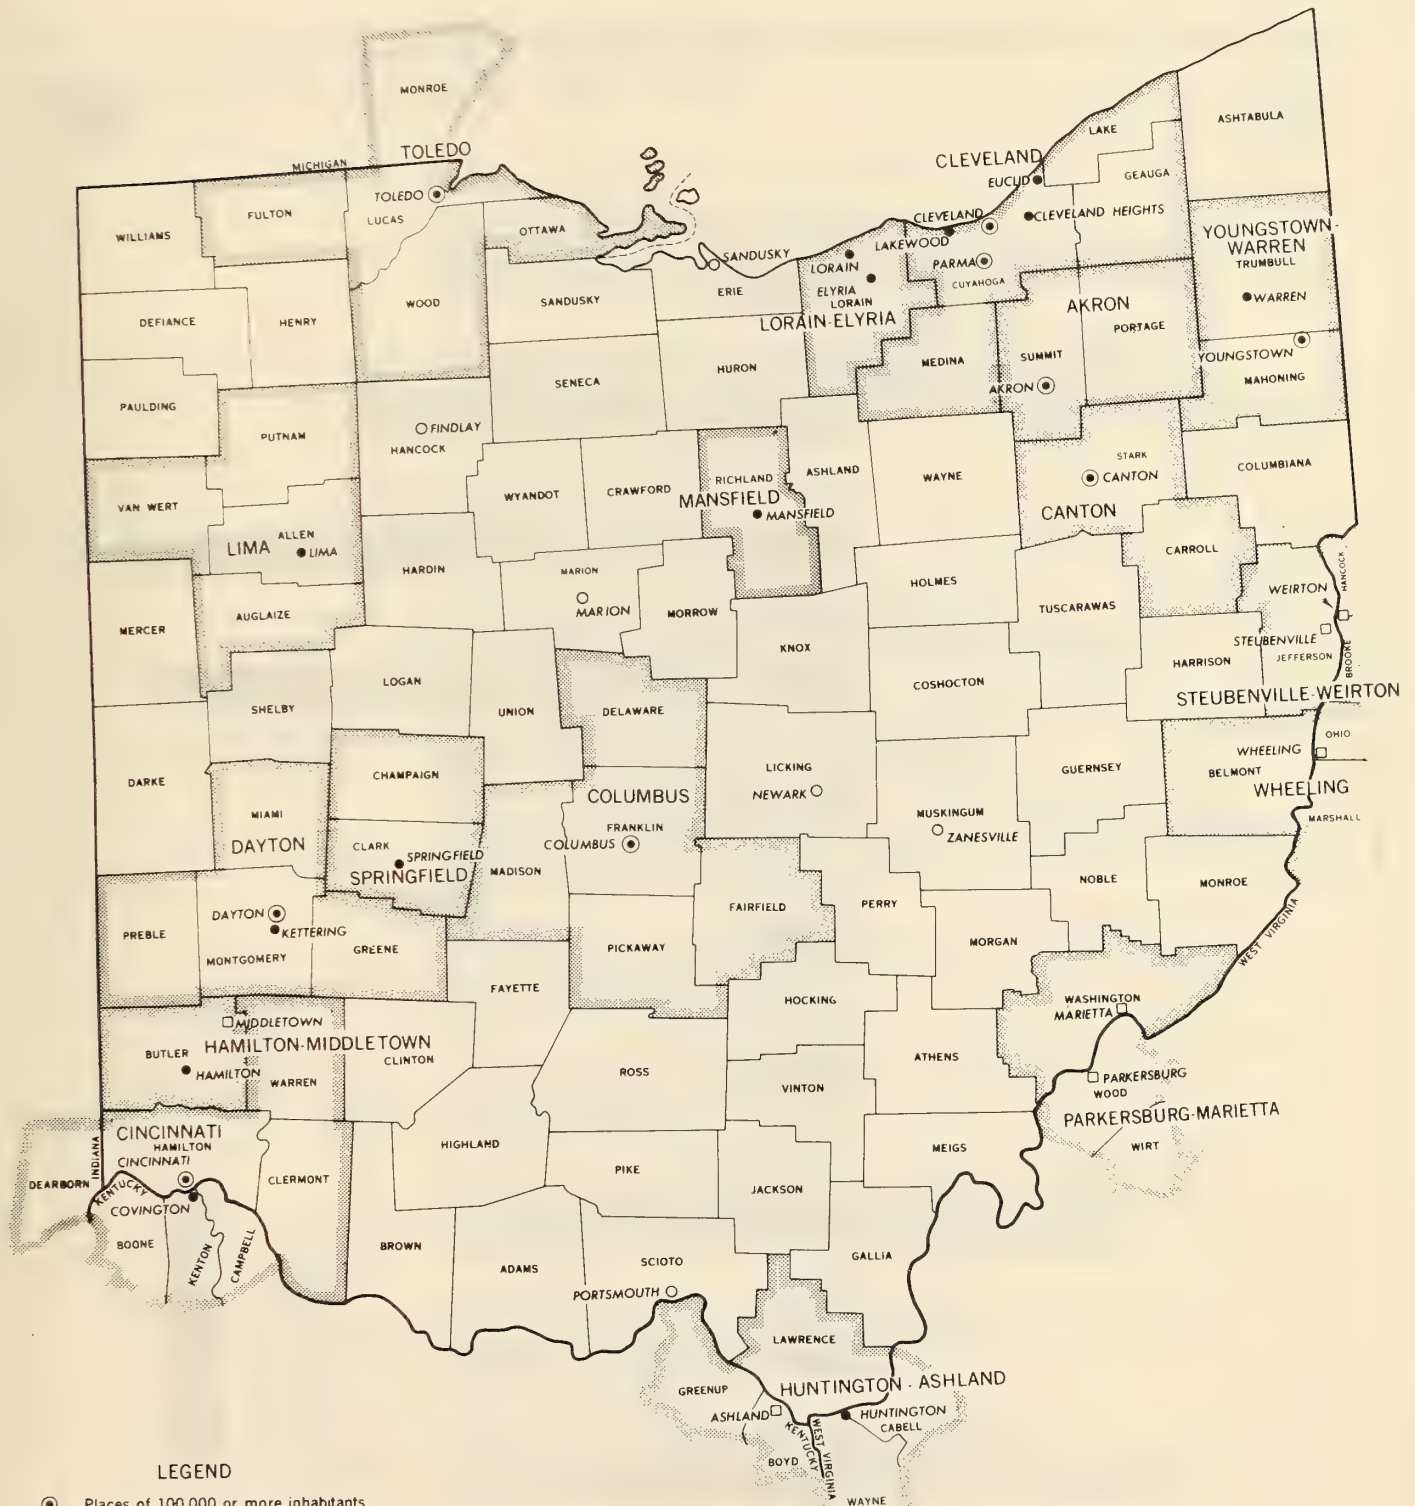 MONROE
MICHIGAN
TOLEDO
TOLEDO
LUCAS
FULTON
WILLIAMS
OTTAWA
WOOD
DEFIANCE
HENRY
SANDUSKY
SANDUSKY
ERIE
CLEVELAND
EUCUD
LAKE
ASHTABULA
GEAUGA
CLEVELAND
CLEVELAND HEIGHTS
LAKEWOOD
PARMA
CUYAHOGA
LORAIN
ELYRIA
LORAIN
LORAIN-ELYRIA
YOUNGSTOWN-
WARREN
TRUMBULL
WARREN
AKRON
PORTAGE
SUMMIT
AKRON
MEDINA
YOUNGSTOWN
MAHONING
PAULDING
PUTNAM
FINDLAY
HANCOCK
SENECA
HURON
VAN WERT
ALLEN
LIMA
LIMA
WYANDOT
CRAWFORD
RICHLAND
MANSFIELD
MANSFIELD
ASHLAND
WAYNE
STARK
CANTON
CANTON
COLUMBIANA
CARROLL
HARDIN
MARION
MARION
MORROW
HOLMES
TUSCARAWAS
WEIRTON
HANCOCK
STEUBENVILLE
JEFFERSON
BROOKE
HARRISON
STEUBENVILLE-WEIRTON
MERCER
AUGLAIZE
LOGAN
SHELBY
UNION
DELAWARE
KNOX
COSHOCTON
DARKE
CHAMPAIGN
MIAMI
DAYTON
CLARK
SPRINGFIELD
SPRINGFIELD
MADISON
COLUMBUS
FRANKLIN
COLUMBUS
LICKING
NEWARK
MUSKINGUM
ZANESVILLE
GUERNSEY
WHEELING
OHIO
BELMONT
WHEELING
MARSHALL
NOBLE
MONROE
PREBLE
DAYTON
KETTERING
MONTGOMERY
GREENE
PICKAWAY
FAIRFIELD
PERRY
MORGAN
WEST VIRGINIA
FAYETTE
HOCKING
WASHINGTON
MARIETTA
MIDDLETOWN
BUTLER
HAMILTON-MIDDLETOWN
CLINTON
HAMILTON
WARREN
ROSS
VINTON
ATHENS
PARKERSBURG
WOOD
PARKERSBURG-MARIETTA
WIRT
CINCINNATI
HAMILTON
CINCINNATI
INDIANA
DEARBORN
KENTUCKY
COVINGTON
BOONE
KENTON
CAMPBELL
CLERMONT
HIGHLAND
PIKE
JACKSON
MEIGS
BROWN
ADAMS
SCIOTO
PORTSMOUTH
GALLIA
LAWRENCE
GREENUP
HUNTINGTON - ASHLAND
ASHLAND
HUNTINGTON
CABELL
KENTUCKY
WEST VIRGINIA
BOYD
WAYNE
LEGEND
Places of 100,000 or more inhabitants